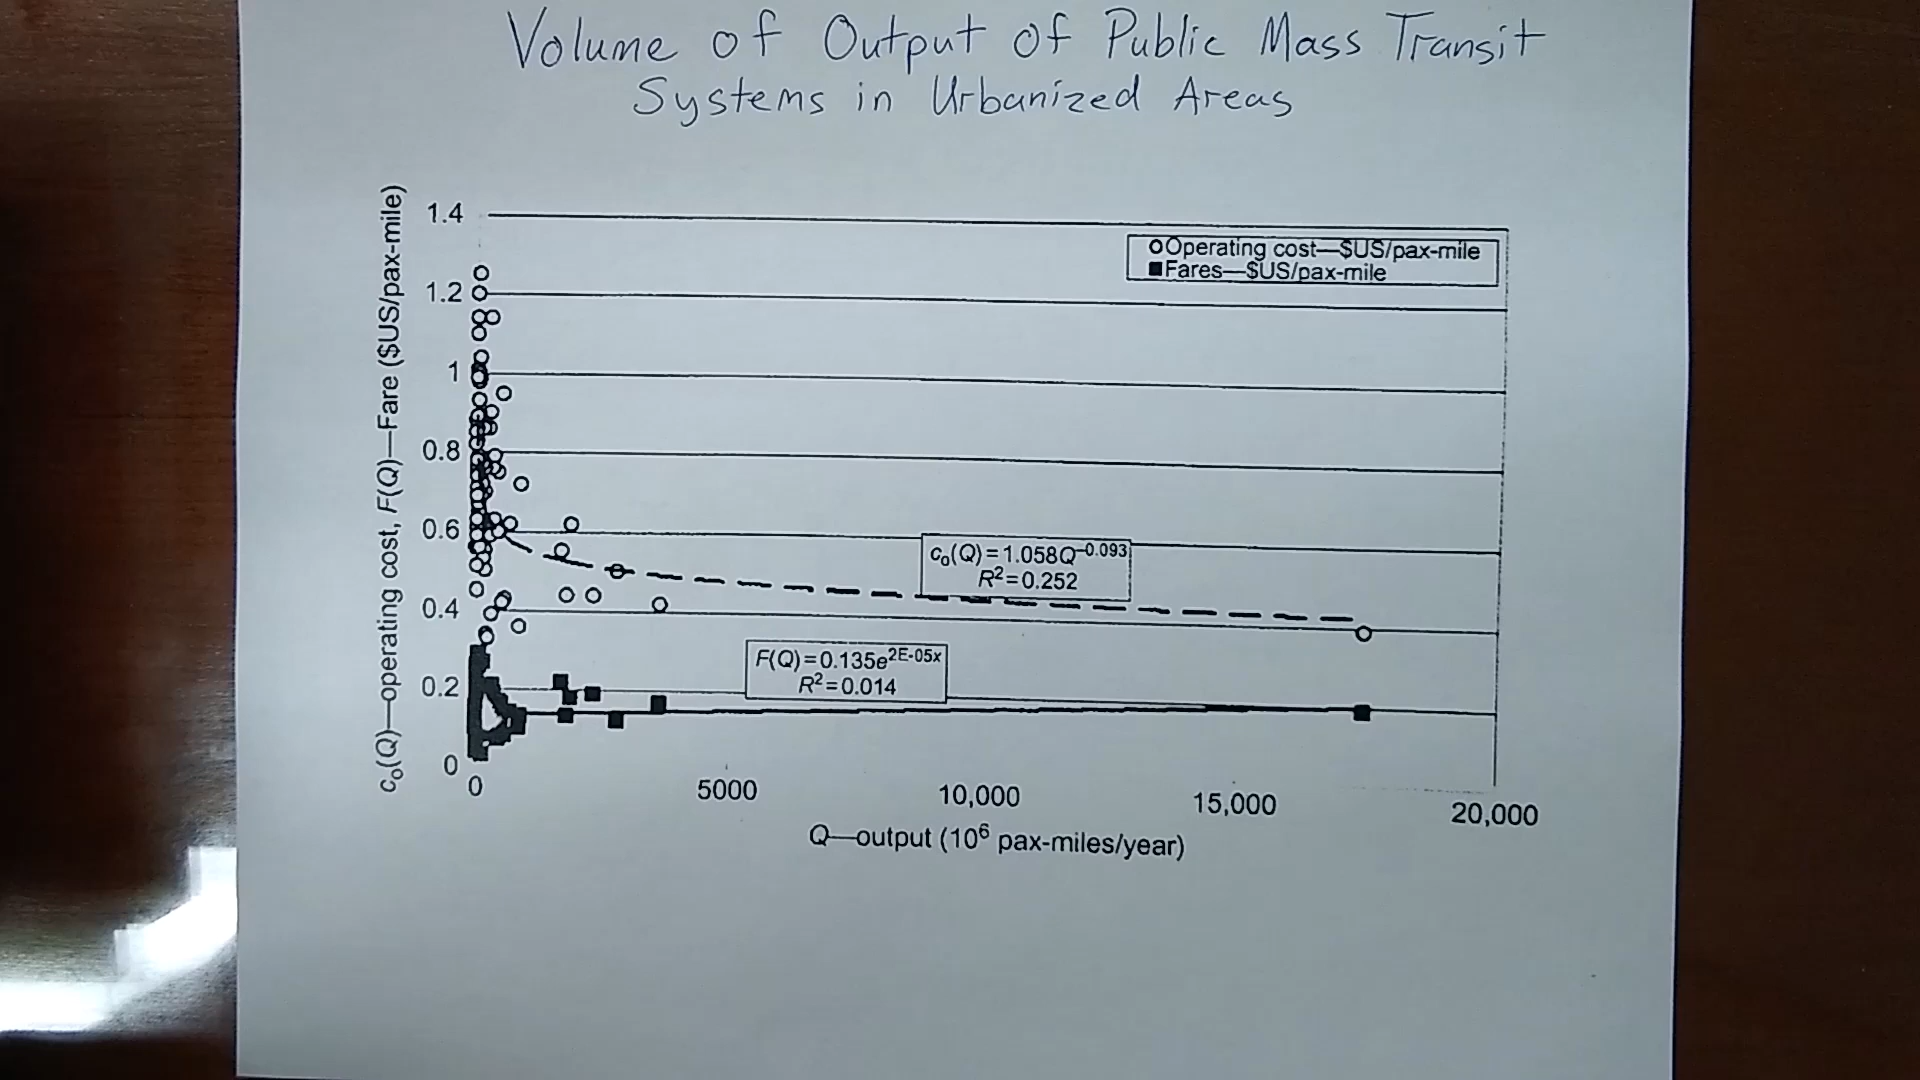 Volume of Output of Public Mass Transit
Systems in Urbanized Areas
c₀(Q)—operating cost, F(Q)—Fare ($US/pax-mile)
1.4
1.2
1
0.8
0.6
0.4
0.2
0
Operating cost—$US/pax-mile
Fares—$US/pax-mile
c₀(Q)=1.058Q⁻⁰·⁰⁹³
R²=0.252
F(Q)=0.135e^2E-05x
R²=0.014
0
5000
10,000
15,000
20,000
Q—output (10⁶ pax-miles/year)